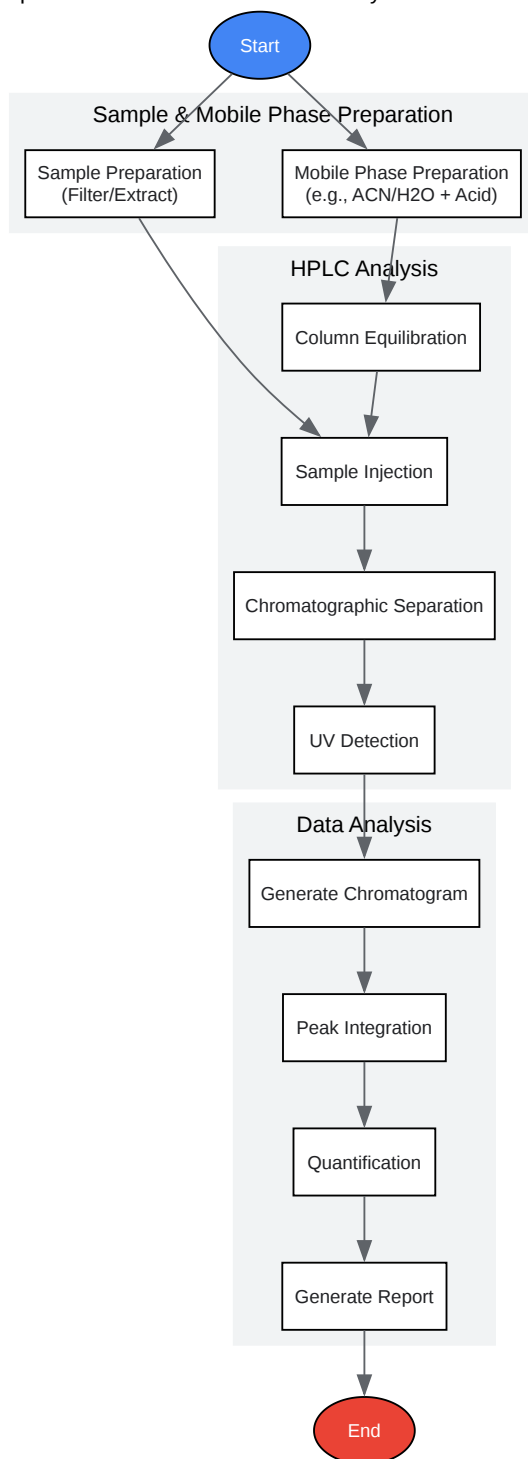 Start
Sample & Mobile Phase Preparation
Sample Preparation
(Filter/Extract)
Mobile Phase Preparation
(e.g., ACN/H2O + Acid)
HPLC Analysis
Column Equilibration
Sample Injection
Chromatographic Separation
UV Detection
Data Analysis
Generate Chromatogram
Peak Integration
Quantification
Generate Report
End